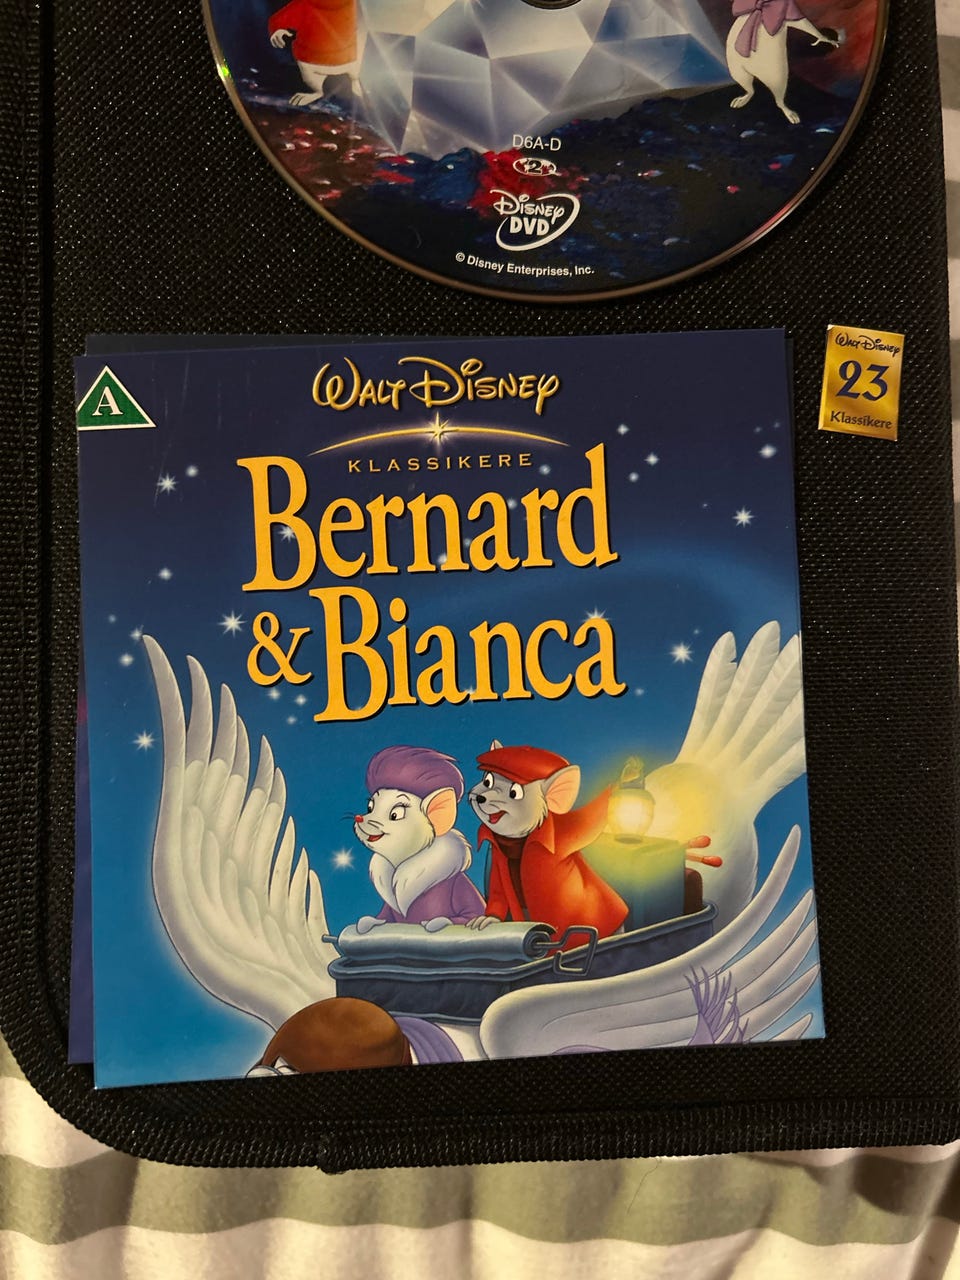 D6A-D
2
Disney
DVD
© Disney Enterprises, Inc.
A
Walt Disney
KLASSIKERE
Bernard
& Bianca
Walt Disney
23
Klassikere